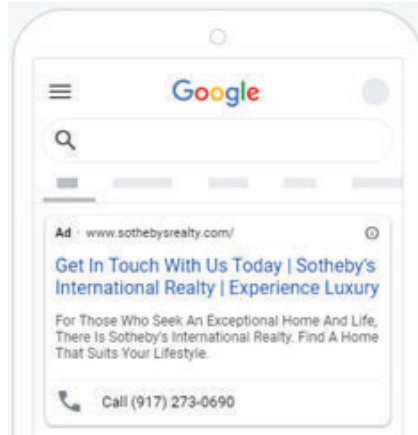 Google
Ad · www.sothebysrealty.com/
Get In Touch With Us Today | Sotheby's
International Realty | Experience Luxury
For Those Who Seek An Exceptional Home And Life,
There Is Sotheby's International Realty. Find A Home
That Suits Your Lifestyle.
Call (917) 273-0690